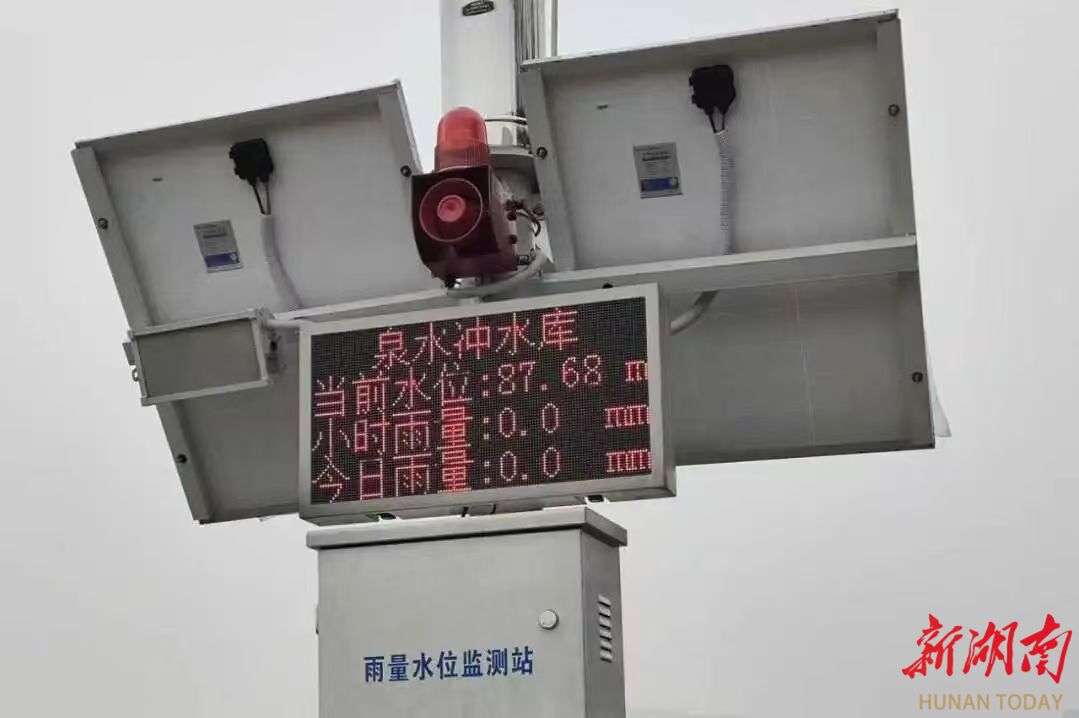 泉水冲水库
当前水位:87.68 m
小时雨量:0.0 mm
今日雨量:0.0 mm
雨量水位监测站
新湖南
HUNAN TODAY